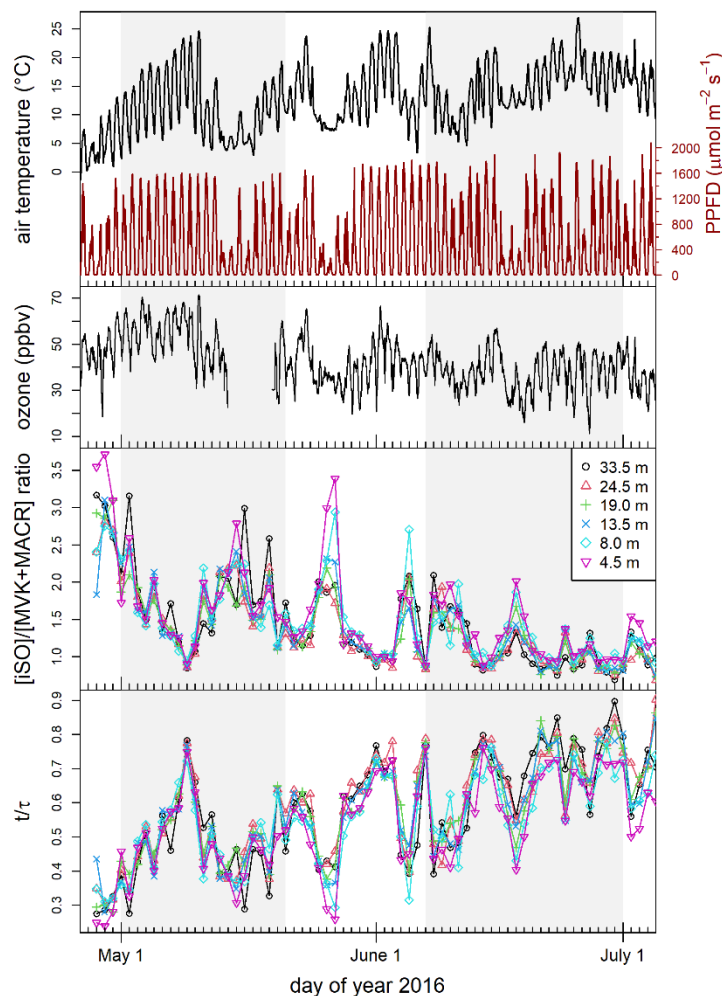 air temperature (°C)
0
5
10
15
20
25
PPFD (µmol m⁻² s⁻¹)
0
400
800
1200
1600
2000
ozone (ppbv)
10
30
50
70
[iSO]/[MVK+MACR] ratio
1.0
1.5
2.0
2.5
3.0
3.5
33.5 m
24.5 m
19.0 m
13.5 m
8.0 m
4.5 m
t/τ
0.3
0.4
0.5
0.6
0.7
0.8
0.9
May 1
June 1
July 1
day of year 2016